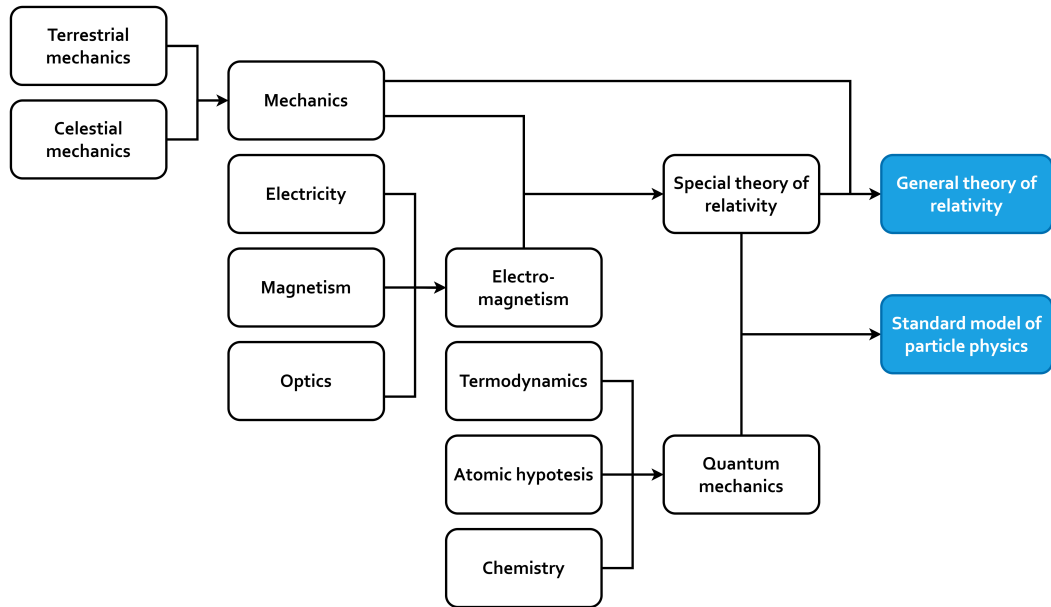 Terrestrial
mechanics
Celestial
mechanics
Mechanics
Electricity
Magnetism
Optics
Electro-
magnetism
Termodynamics
Atomic hypotesis
Chemistry
Special theory of
relativity
Quantum
mechanics
General theory of
relativity
Standard model of
particle physics